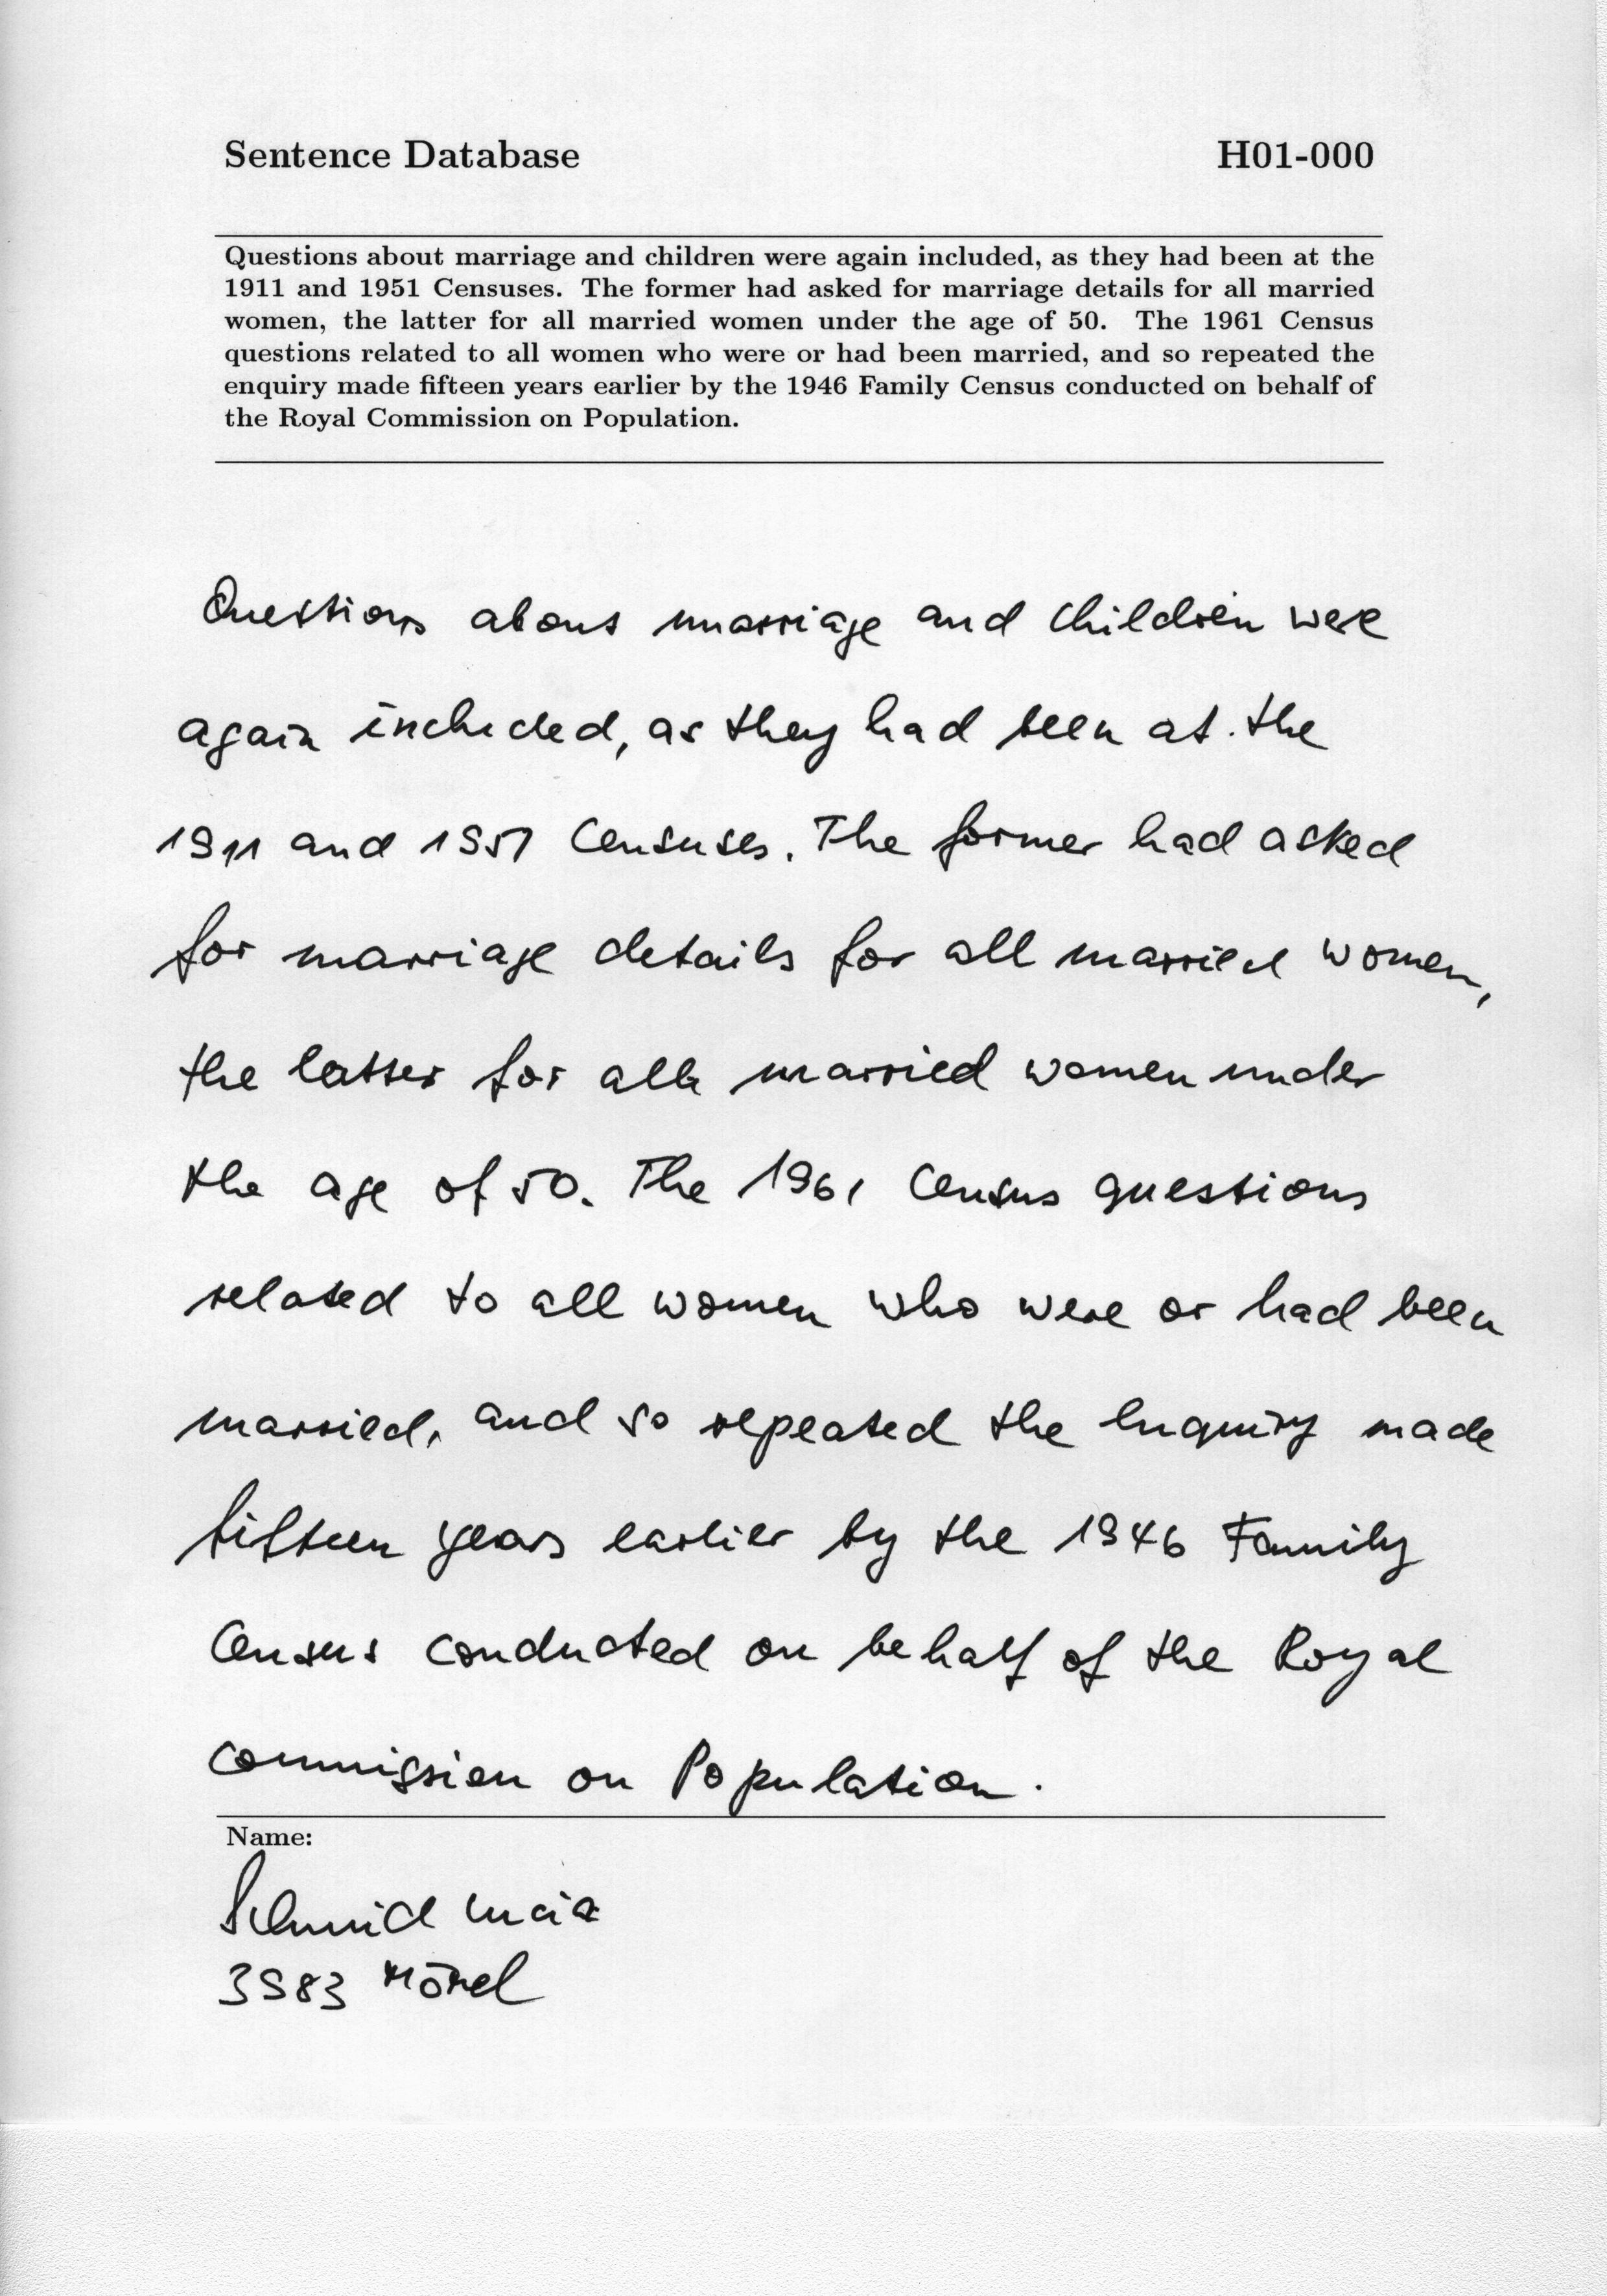 Sentence Database H01-000
Questions about marriage and children were again included, as they had been at the
1911 and 1951 Censuses. The former had asked for marriage details for all married
women, the latter for all married women under the age of 50. The 1961 Census
questions related to all women who were or had been married, and so repeated the
enquiry made fifteen years earlier by the 1946 Family Census conducted on behalf of
the Royal Commission on Population.
Questions about marriage and children were
again included, as they had been at the
1911 and 1951 Censuses. The former had asked
for marriage details for all married women,
the latter for all married women under
the age of 50. The 1961 Census questions
related to all women who were or had been
married, and so repeated the enquiry made
fifteen years earlier by the 1946 Family
Census conducted on behalf of the Royal
Commission on Population.
Name:
Schmid
3983 Mörel